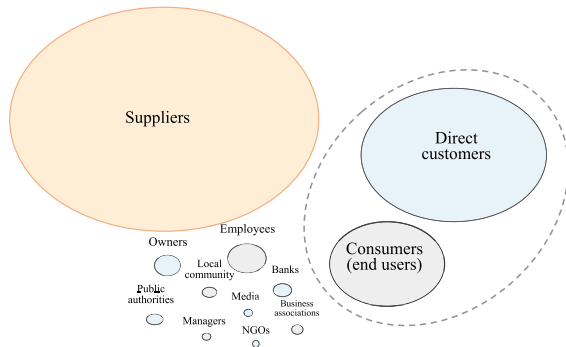 Suppliers
Direct
customers
Employees
Owners
Consumers
(end users)
Local
community
Banks
Public
authorities
Media
Business
associations
Managers
NGOs